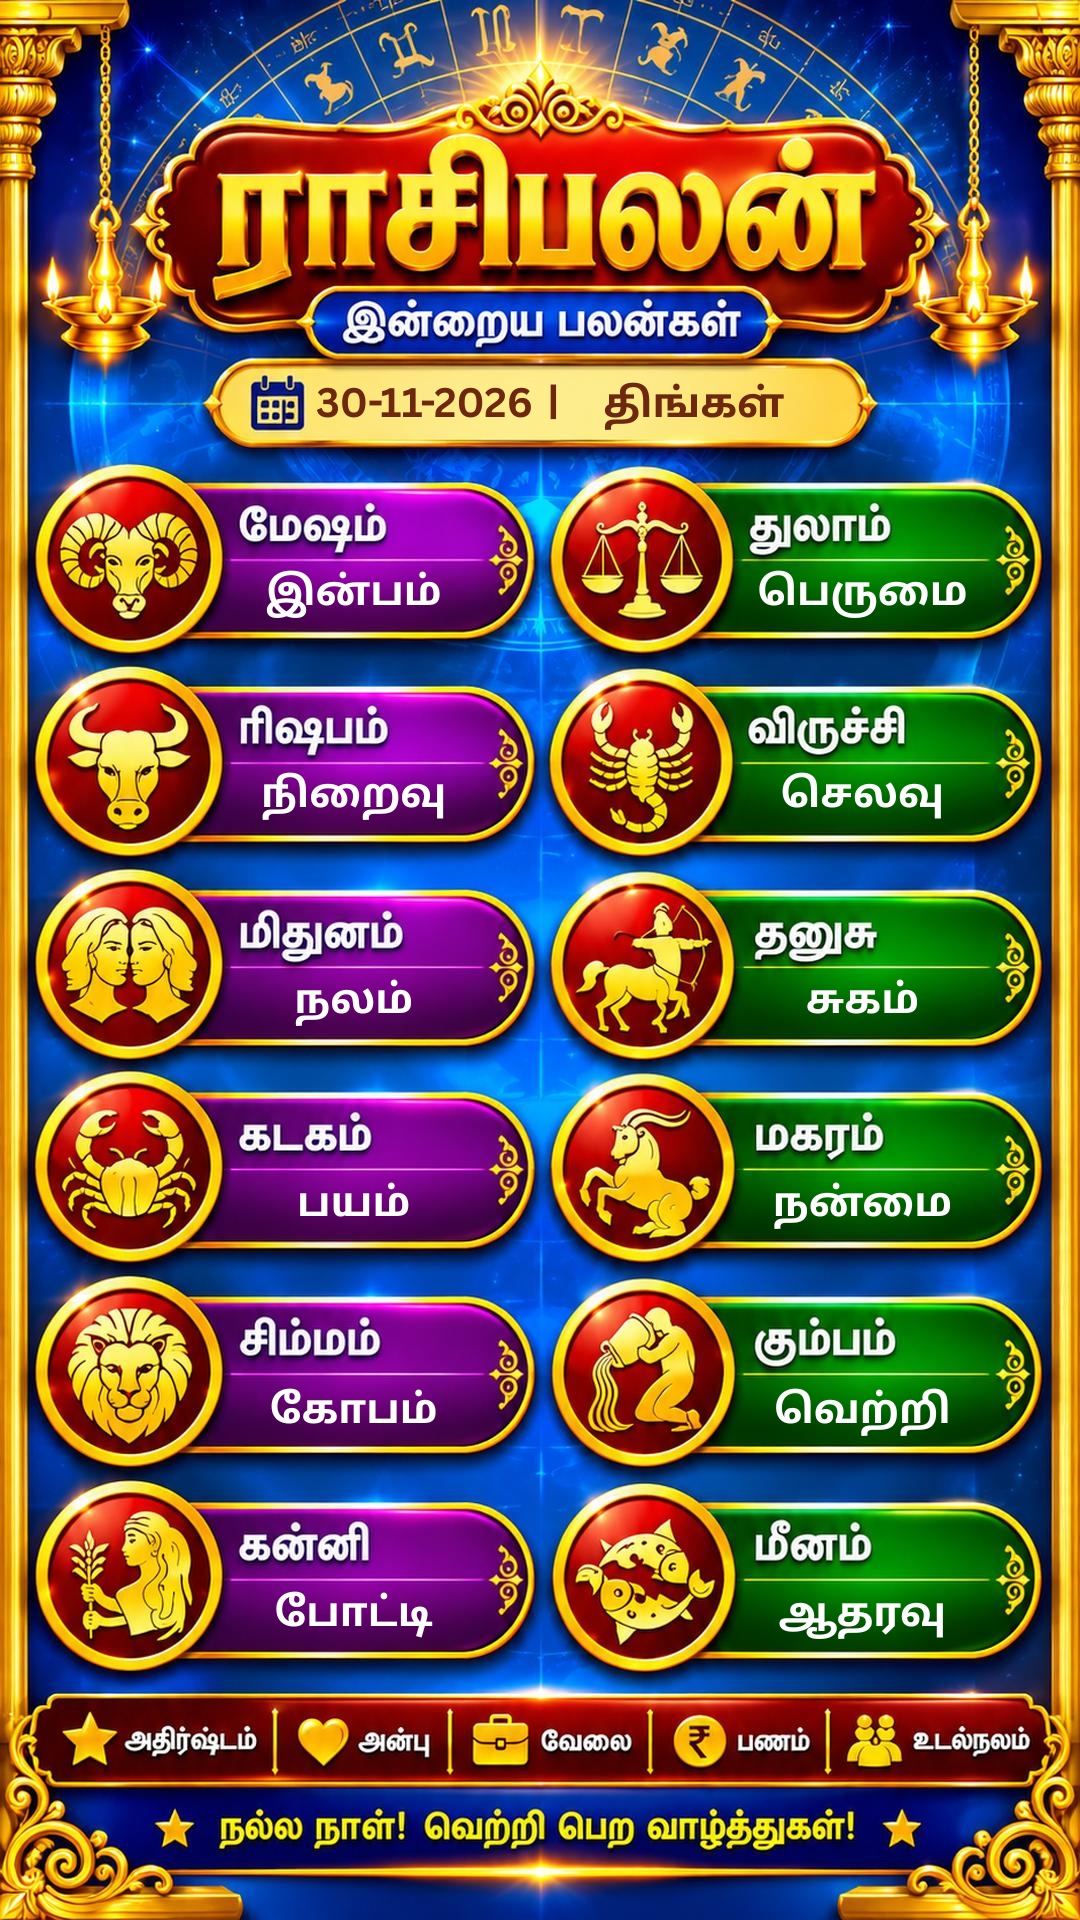 ராசிபலன்
இன்றைய பலன்கள்
30-11-2026 | திங்கள்
மேஷம்
இன்பம்
துலாம்
பெருமை
ரிஷபம்
நிறைவு
விருச்சி
செலவு
மிதுனம்
நலம்
தனுசு
சுகம்
கடகம்
பயம்
மகரம்
நன்மை
சிம்மம்
கோபம்
கும்பம்
வெற்றி
கன்னி
போட்டி
மீனம்
ஆதரவு
அதிர்ஷ்டம் அன்பு வேலை பணம் உடல்நலம்
நல்ல நாள்! வெற்றி பெற வாழ்த்துகள்!